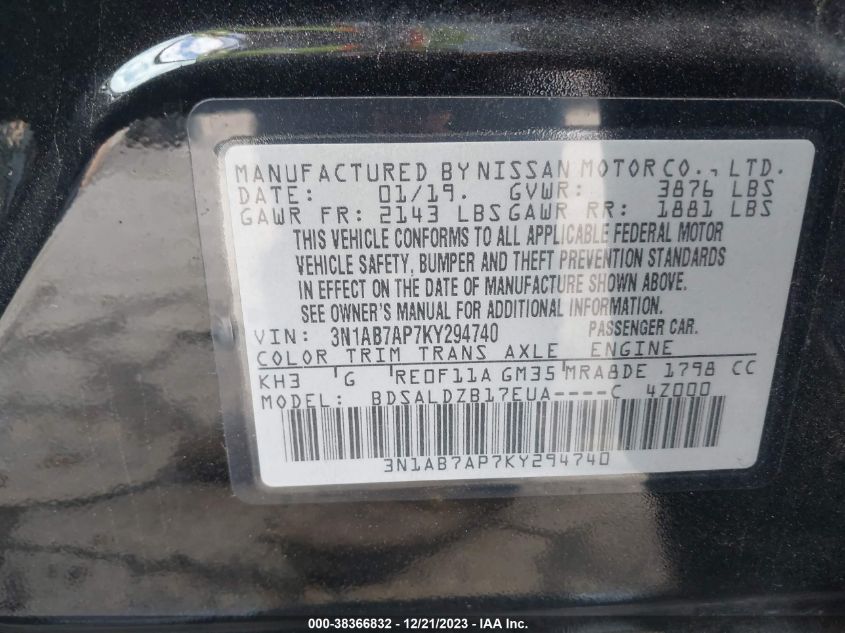 MANUFACTURED BY NISSAN MOTOR CO., LTD.
DATE: 01/19. GVWR: 3876 LBS
GAWR FR: 2143 LBS GAWR RR: 1881 LBS
THIS VEHICLE CONFORMS TO ALL APPLICABLE FEDERAL MOTOR
VEHICLE SAFETY, BUMPER AND THEFT PREVENTION STANDARDS
IN EFFECT ON THE DATE OF MANUFACTURE SHOWN ABOVE.
SEE OWNER'S MANUAL FOR ADDITIONAL INFORMATION.
VIN: 3N1AB7AP7KY294740 PASSENGER CAR.
COLOR TRIM TRANS AXLE ENGINE
KH3 G RE0F11A GM35 MRA8DE 1798 CC
MODEL: BDSALDZB17EUA----C 4Z000
3N1AB7AP7KY294740
000-38366832 - 12/21/2023 - IAA Inc.